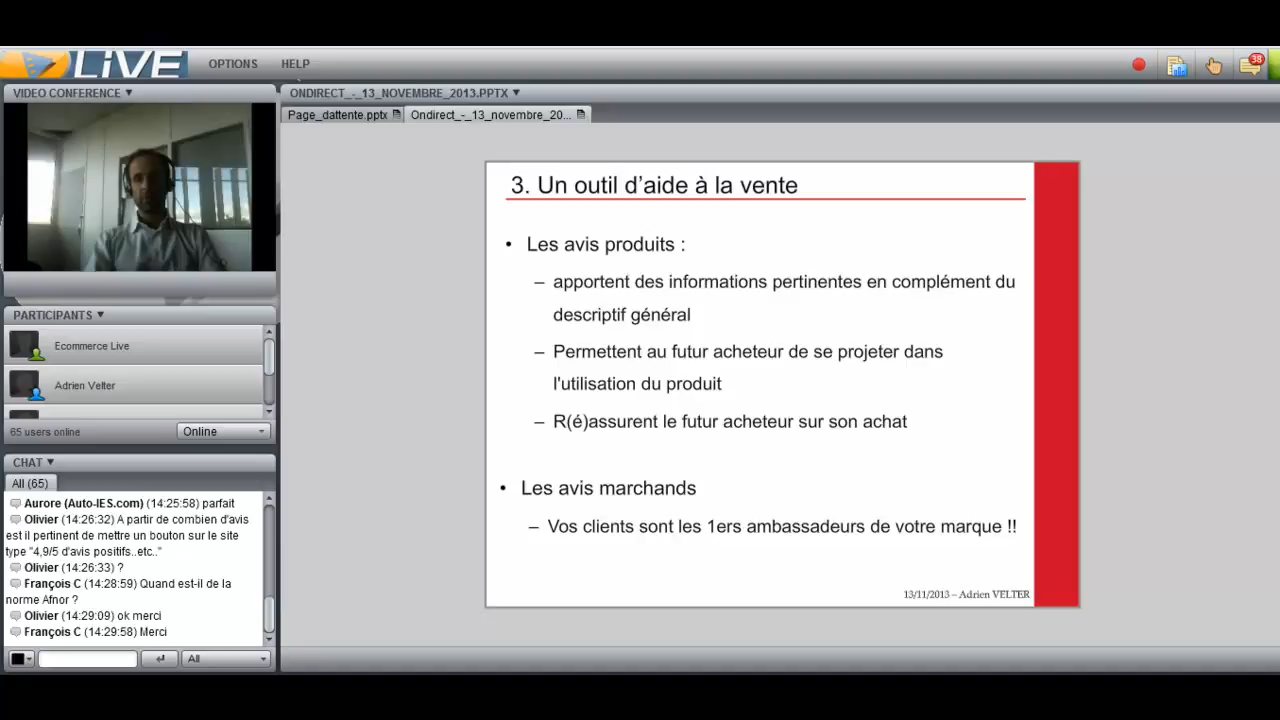 LiVE
OPTIONS
HELP
38
VIDEO CONFERENCE
ONDIRECT_-_13_NOVEMBRE_2013.PPTX
Page_dattente.pptx
Ondirect_-_13_novembre_20...
3. Un outil d’aide à la vente
• Les avis produits :
– apportent des informations pertinentes en complément du
descriptif général
– Permettent au futur acheteur de se projeter dans
l'utilisation du produit
– R(é)assurent le futur acheteur sur son achat
• Les avis marchands
– Vos clients sont les 1ers ambassadeurs de votre marque !!
13/11/2013 – Adrien VELTER
PARTICIPANTS
Ecommerce Live
Adrien Velter
65 users online
Online
CHAT
All (65)
Aurore (Auto-IES.com) (14:25:58) parfait
Olivier (14:26:32) A partir de combien d'avis
est il pertinent de mettre un bouton sur le site
type "4,9/5 d'avis positifs..etc.."
Olivier (14:26:33) ?
François C (14:28:59) Quand est-il de la
norme Afnor ?
Olivier (14:29:09) ok merci
François C (14:29:58) Merci
All